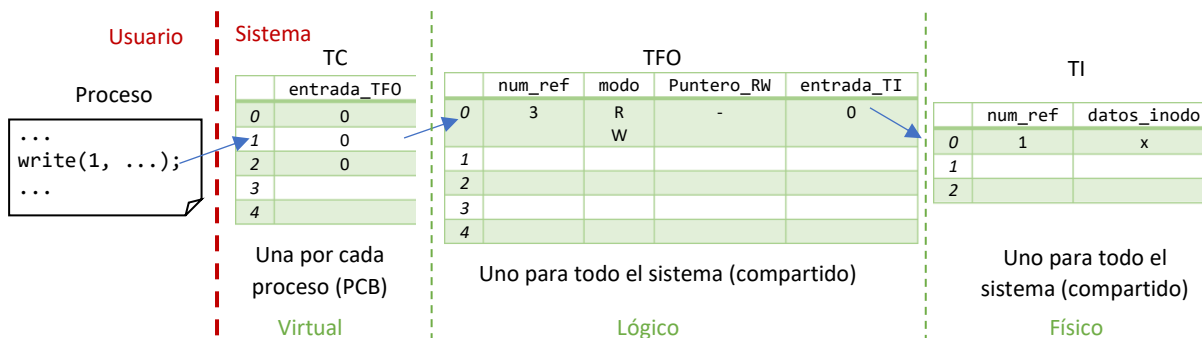 Usuario
Sistema
Proceso
...
write(1, ...);
...
TC
entrada_TFO
0 0
1 0
2 0
3
4
Una por cada
proceso (PCB)
Virtual
TFO
num_ref modo Puntero_RW entrada_TI
0 3 R - 0
W
1
2
3
4
Uno para todo el sistema (compartido)
Lógico
TI
num_ref datos_inodo
0 1 x
1
2
Uno para todo el
sistema (compartido)
Físico